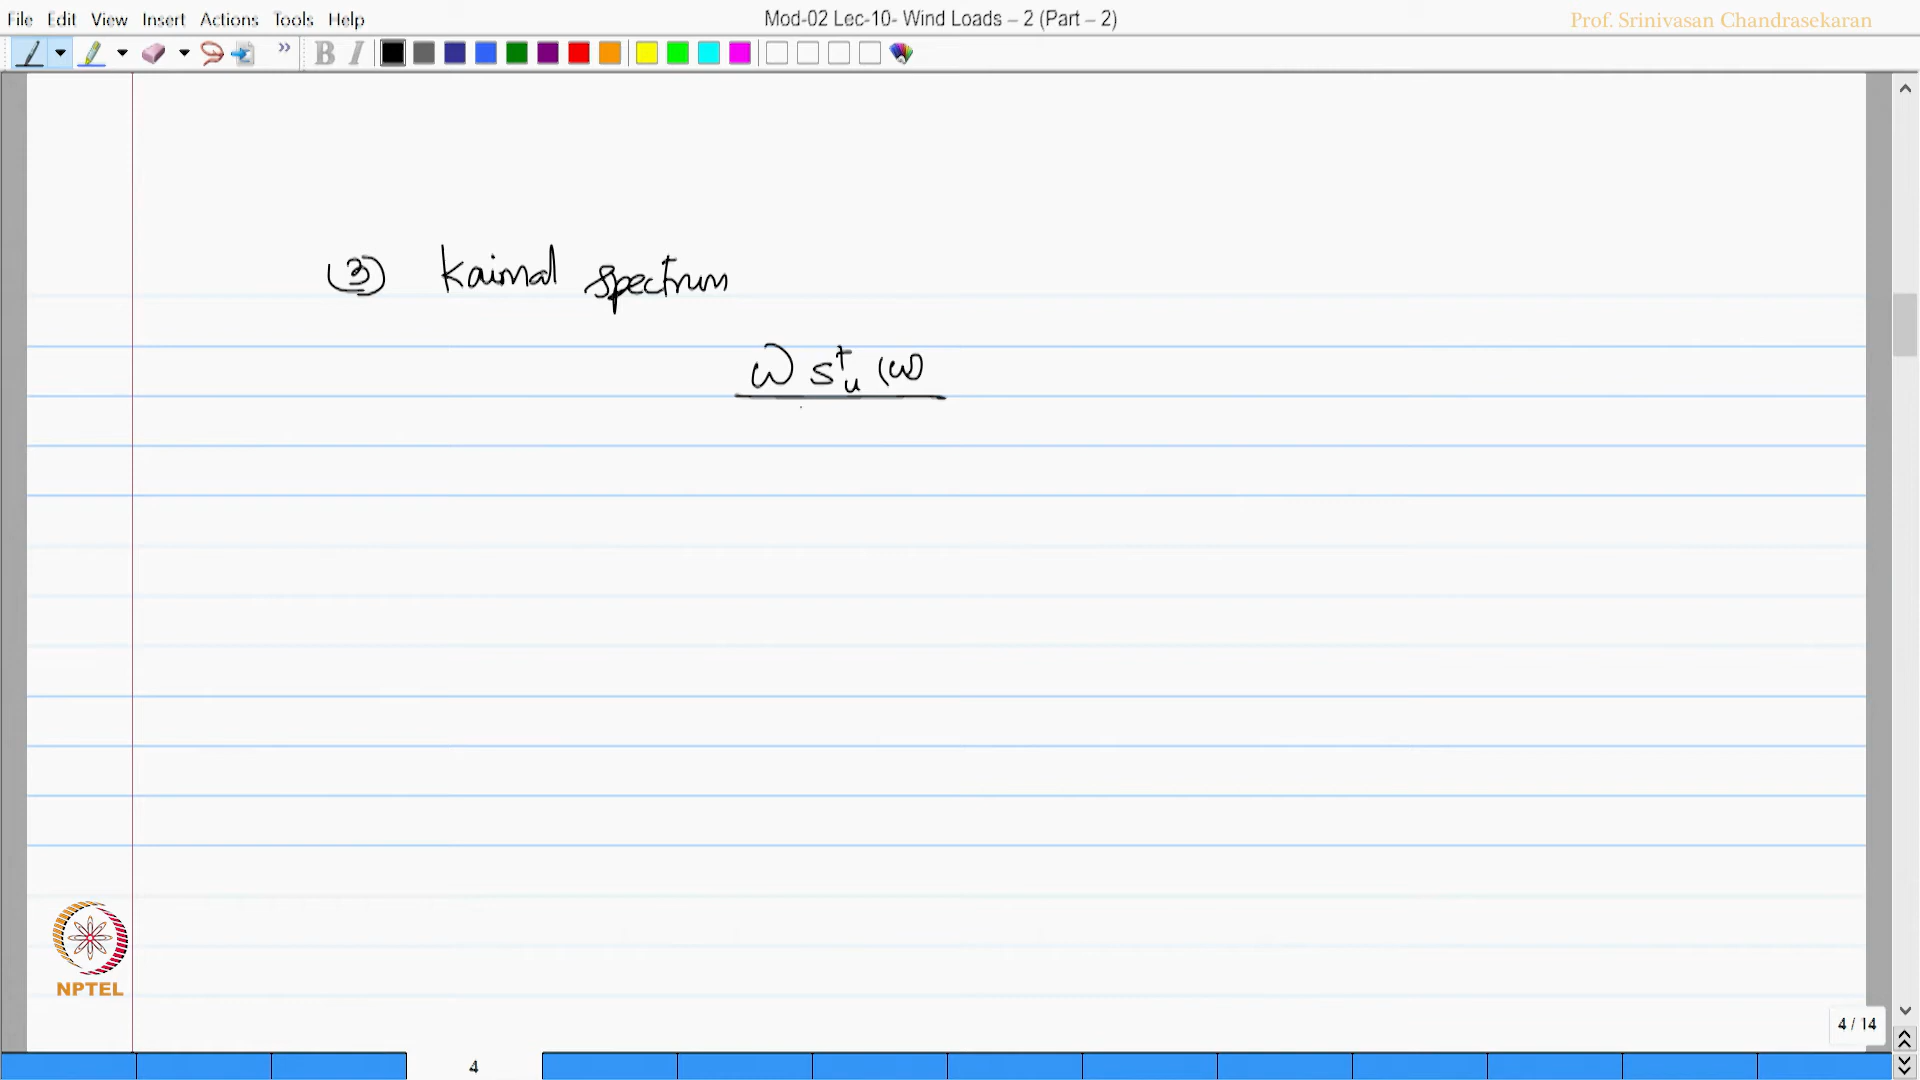 File Edit View Insert Actions Tools Help Mod-02 Lec-10- Wind Loads – 2 (Part – 2) Prof. Srinivasan Chandrasekaran
B I
(3) Kaimal spectrum
ω S⁺ᵤ (ω)
NPTEL
4 / 14
4